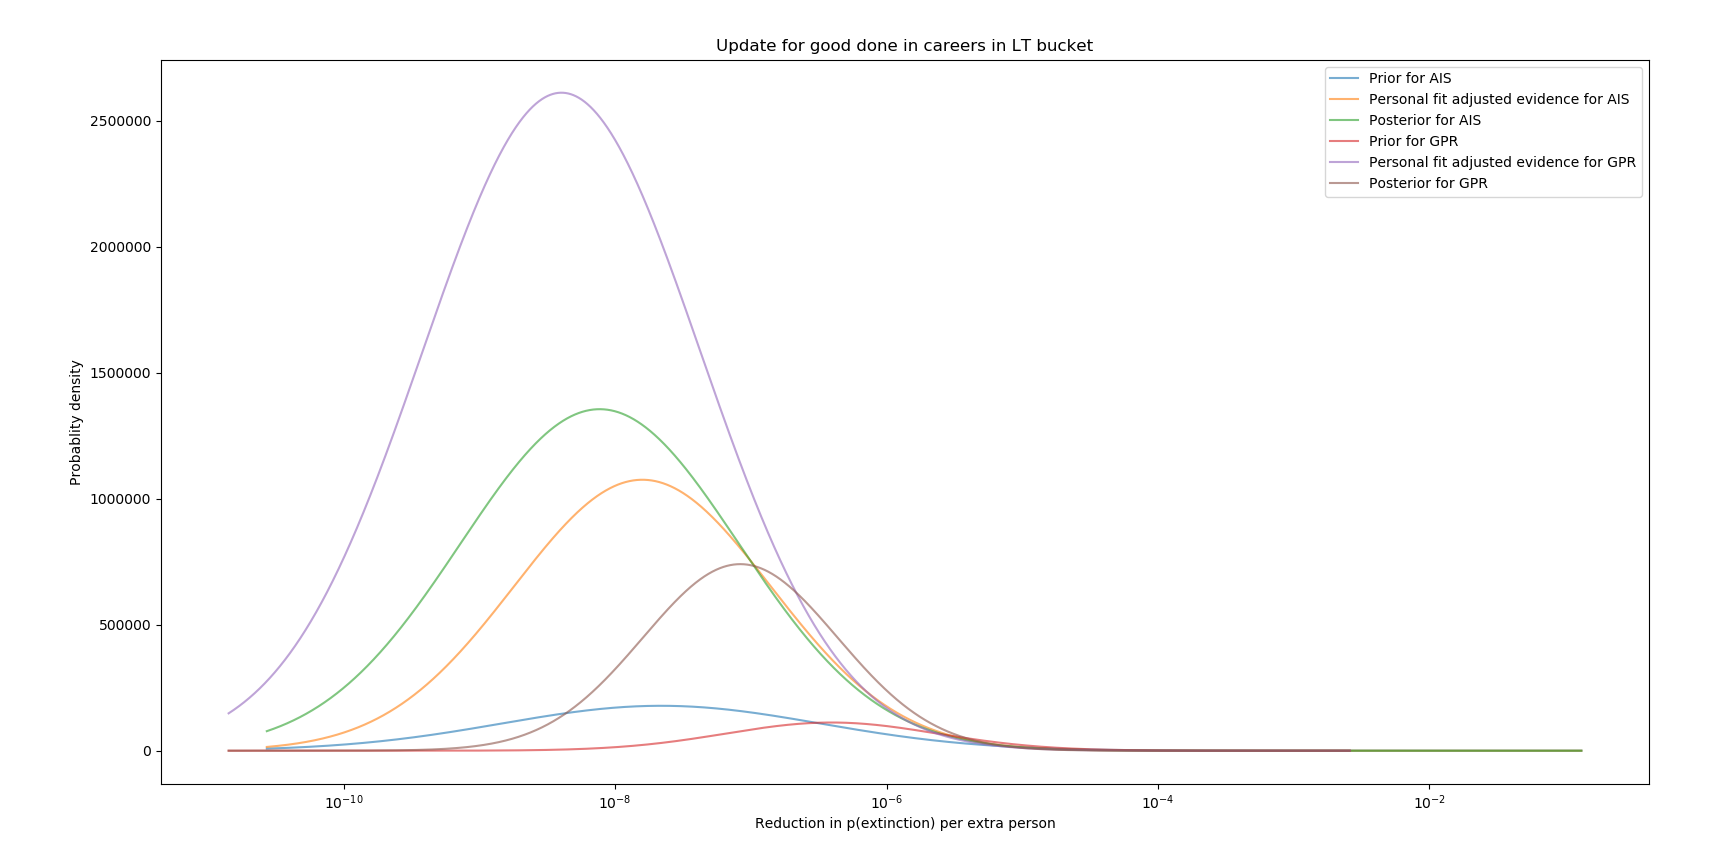 Update for good done in careers in LT bucket
Prior for AIS
Personal fit adjusted evidence for AIS
Posterior for AIS
Prior for GPR
Personal fit adjusted evidence for GPR
Posterior for GPR
Probablity density
2500000
2000000
1500000
1000000
500000
0
10⁻¹⁰
10⁻⁸
10⁻⁶
10⁻⁴
10⁻²
Reduction in p(extinction) per extra person